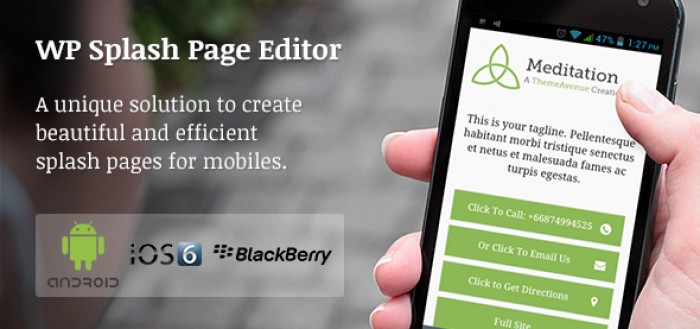 WP Splash Page Editor
A unique solution to create
beautiful and efficient
splash pages for mobiles.
ANDROID
iOS 6
BlackBerry
47%
1:27 PM
Meditation
A ThemeAvenue Creati
This is your tagline. Pellentesque
habitant morbi tristique senectus
et netus et malesuada fames ac
turpis egestas.
Click To Call: +66874994525
Or Click To Email Us
Click to Get Directions
Full Site